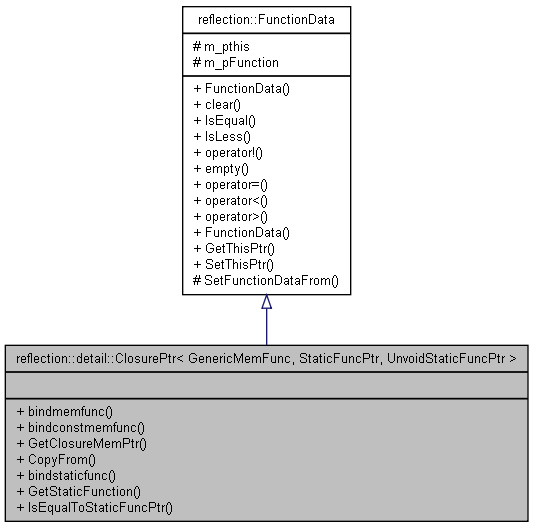 reflection::FunctionData
# m_pthis
# m_pFunction
+ FunctionData()
+ clear()
+ IsEqual()
+ IsLess()
+ operator!()
+ empty()
+ operator=()
+ operator<()
+ operator>()
+ FunctionData()
+ GetThisPtr()
+ SetThisPtr()
# SetFunctionDataFrom()
reflection::detail::ClosurePtr< GenericMemFunc, StaticFuncPtr, UnvoidStaticFuncPtr >
+ bindmemfunc()
+ bindconstmemfunc()
+ GetClosureMemPtr()
+ CopyFrom()
+ bindstaticfunc()
+ GetStaticFunction()
+ IsEqualToStaticFuncPtr()